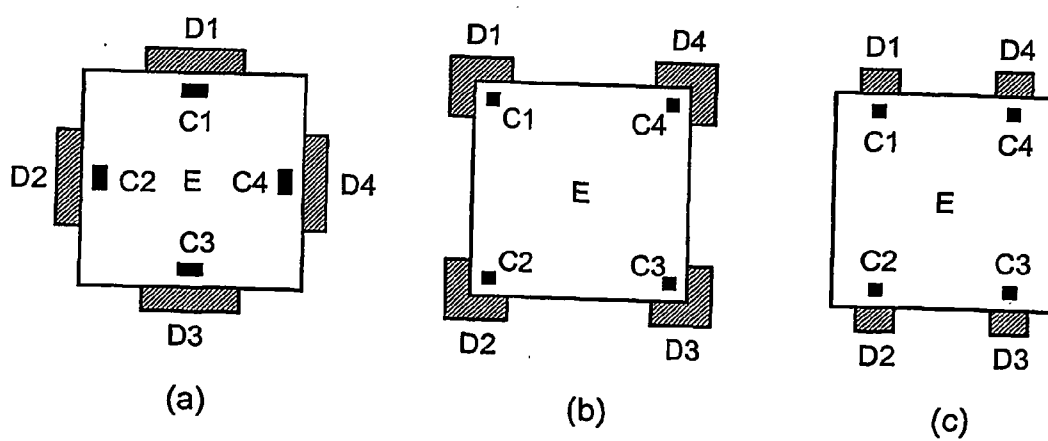 D1
C1
D2 C2 E C4 D4
C3
D3
(a)
D1 D4
C1 C4
E
C2 C3
D2 D3
(b)
D1 D4
C1 C4
E
C2 C3
D2 D3
(c)